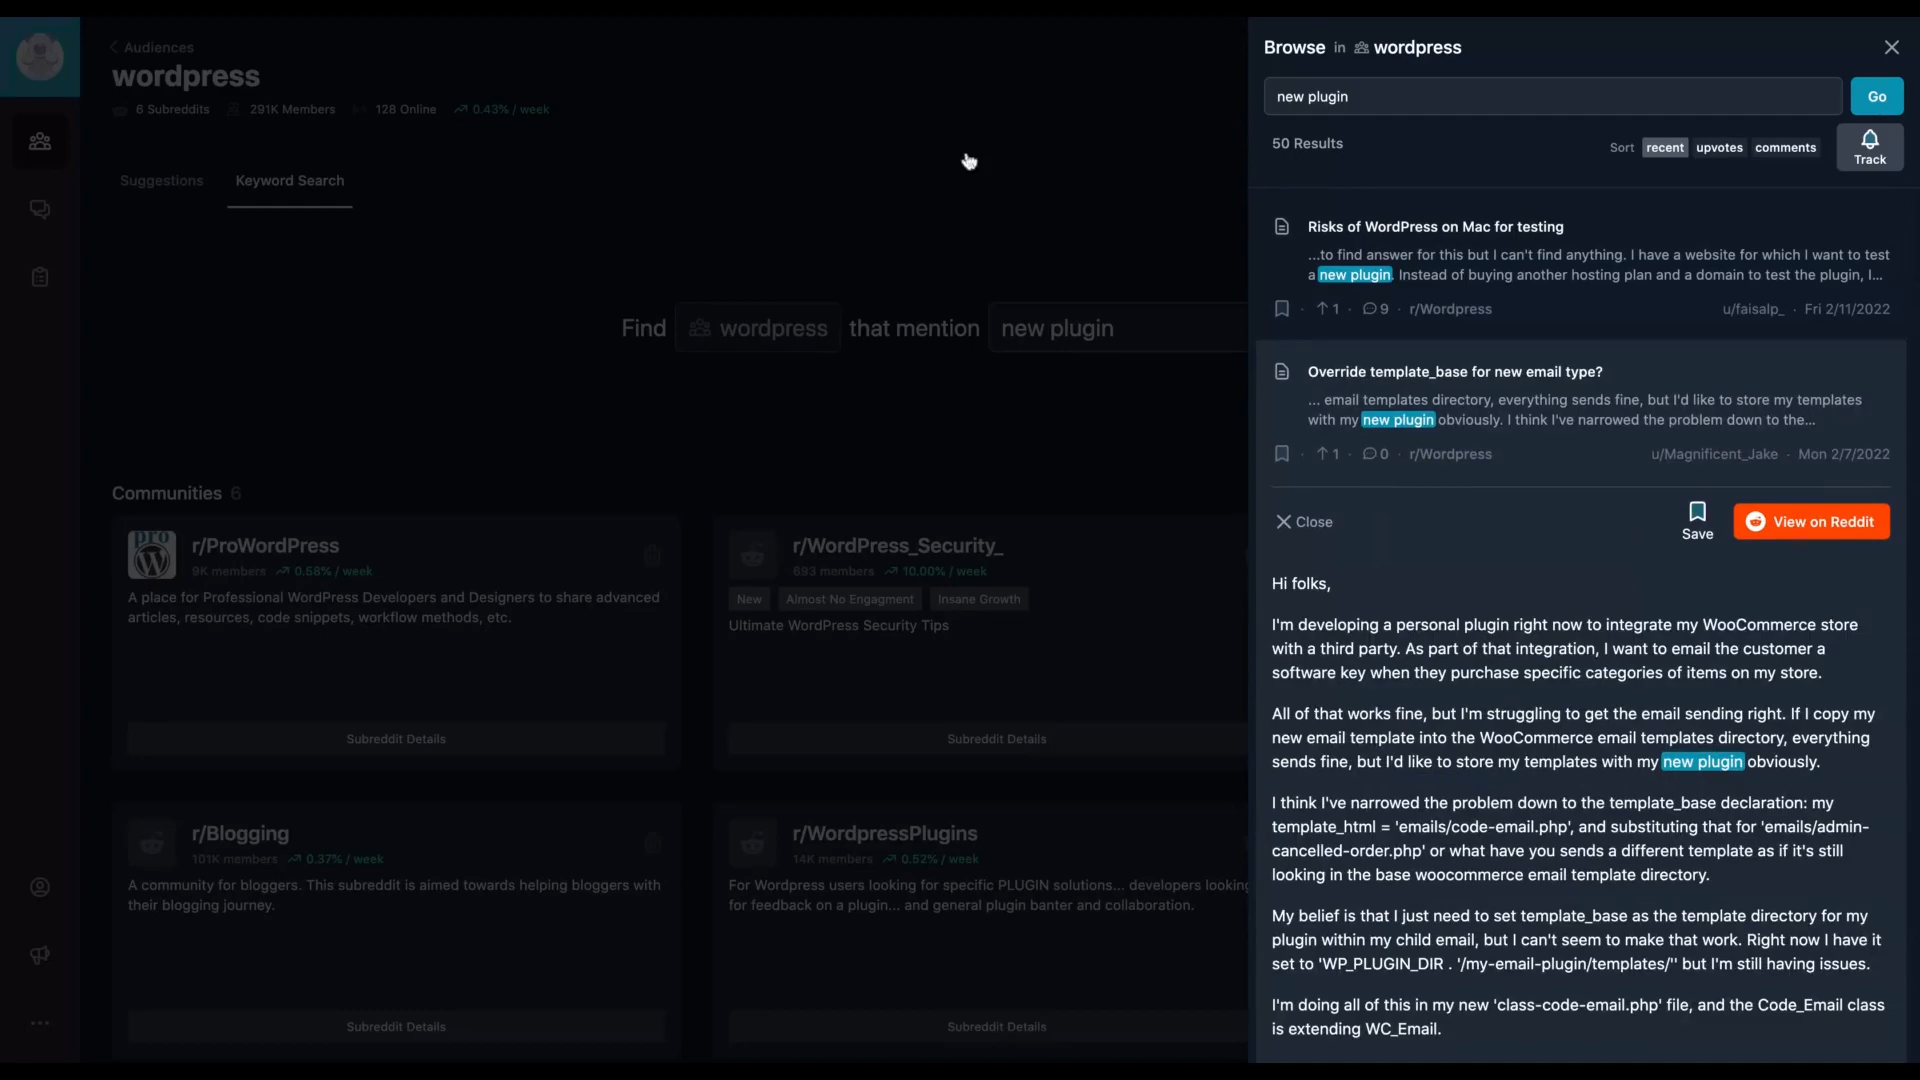 Audiences
wordpress
6 Subreddits 291K Members 128 Online 0.43% / week
Suggestions Keyword Search
Find wordpress that mention new plugin
Communities 6
r/ProWordPress
9K members 0.58% / week
A place for Professional WordPress Developers and Designers to share advanced
articles, resources, code snippets, workflow methods, etc.
Subreddit Details
r/WordPress_Security_
693 members 10.00% / week
New Almost No Engagment Insane Growth
Ultimate WordPress Security Tips
Subreddit Details
r/Blogging
101K members 0.37% / week
A community for bloggers. This subreddit is aimed towards helping bloggers with
their blogging journey.
Subreddit Details
r/WordpressPlugins
14K members 0.52% / week
For Wordpress users looking for specific PLUGIN solutions... developers looking
for feedback on a plugin... and general plugin banter and collaboration.
Subreddit Details
Browse in wordpress
new plugin Go
50 Results
Sort recent upvotes comments
Track
Risks of WordPress on Mac for testing
...to find answer for this but I can't find anything. I have a website for which I want to test
a new plugin. Instead of buying another hosting plan and a domain to test the plugin, I...
· 1 · 9 · r/Wordpress u/faisalp_ · Fri 2/11/2022
Override template_base for new email type?
... email templates directory, everything sends fine, but I'd like to store my templates
with my new plugin obviously. I think I've narrowed the problem down to the...
· 1 · 0 · r/Wordpress u/Magnificent_Jake · Mon 2/7/2022
Close
Save
View on Reddit
Hi folks,
I'm developing a personal plugin right now to integrate my WooCommerce store
with a third party. As part of that integration, I want to email the customer a
software key when they purchase specific categories of items on my store.
All of that works fine, but I'm struggling to get the email sending right. If I copy my
new email template into the WooCommerce email templates directory, everything
sends fine, but I'd like to store my templates with my new plugin obviously.
I think I've narrowed the problem down to the template_base declaration: my
template_html = 'emails/code-email.php', and substituting that for 'emails/admin-
cancelled-order.php' or what have you sends a different template as if it's still
looking in the base woocommerce email template directory.
My belief is that I just need to set template_base as the template directory for my
plugin within my child email, but I can't seem to make that work. Right now I have it
set to 'WP_PLUGIN_DIR . '/my-email-plugin/templates/'' but I'm still having issues.
I'm doing all of this in my new 'class-code-email.php' file, and the Code_Email class
is extending WC_Email.